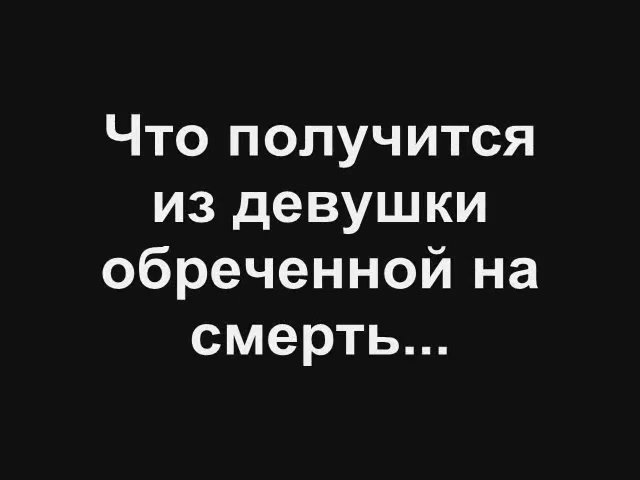 Что получится
из девушки
обреченной на
смерть...